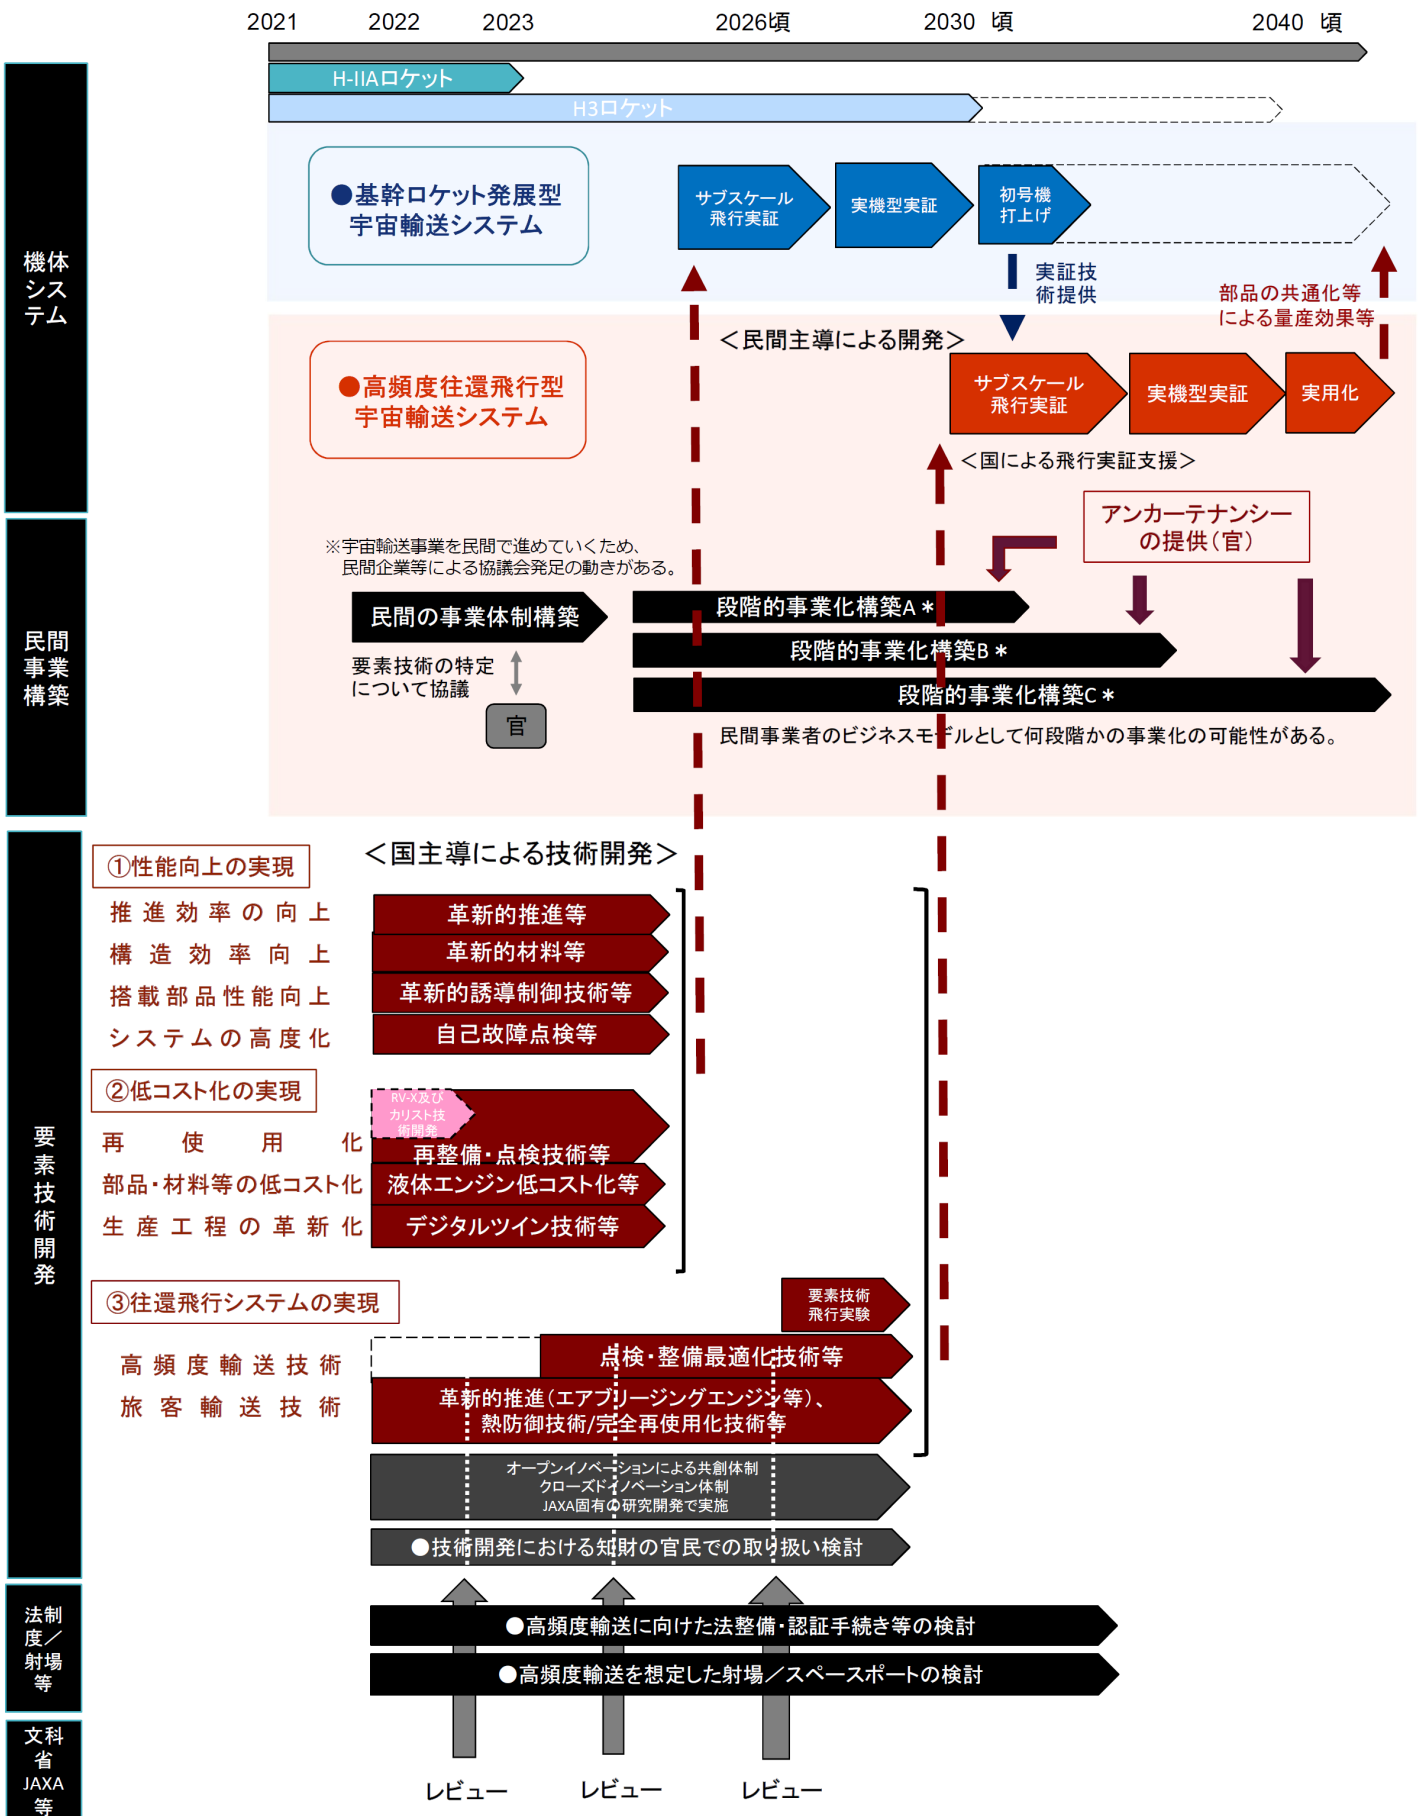 2021 2022 2023 2026頃 2030 頃 2040 頃
H-IIAロケット
H3ロケット
機体
シス
テム
●基幹ロケット発展型
宇宙輸送システム
サブスケール
飛行実証
実機型実証
初号機
打上げ
実証技
術提供
部品の共通化等
による量産効果等
＜民間主導による開発＞
●高頻度往還飛行型
宇宙輸送システム
サブスケール
飛行実証
実機型実証
実用化
＜国による飛行実証支援＞
アンカーテナンシー
の提供（官）
民間
事業
構築
※宇宙輸送事業を民間で進めていくため、
民間企業等による協議会発足の動きがある。
民間の事業体制構築
要素技術の特定
について協議
官
段階的事業化構築A＊
段階的事業化構築B＊
段階的事業化構築C＊
民間事業者のビジネスモデルとして何段階かの事業化の可能性がある。
要
素
技
術
開
発
①性能向上の実現
＜国主導による技術開発＞
推進効率の向上
革新的推進等
構造効率向上
革新的材料等
搭載部品性能向上
革新的誘導制御技術等
システムの高度化
自己故障点検等
②低コスト化の実現
RV-X及び
カリスト技
術開発
再使用化
再整備・点検技術等
部品・材料等の低コスト化
液体エンジン低コスト化等
生産工程の革新化
デジタルツイン技術等
③往還飛行システムの実現
要素技術
飛行実験
高頻度輸送技術
点検・整備最適化技術等
旅客輸送技術
革新的推進（エアブリージングエンジン等）、
熱防御技術/完全再使用化技術等
オープンイノベーションによる共創体制
クローズドイノベーション体制
JAXA固有の研究開発で実施
●技術開発における知財の官民での取り扱い検討
法制
度／
射場
等
●高頻度輸送に向けた法整備・認証手続き等の検討
●高頻度輸送を想定した射場／スペースポートの検討
文科
省
JAXA
等
レビュー レビュー レビュー